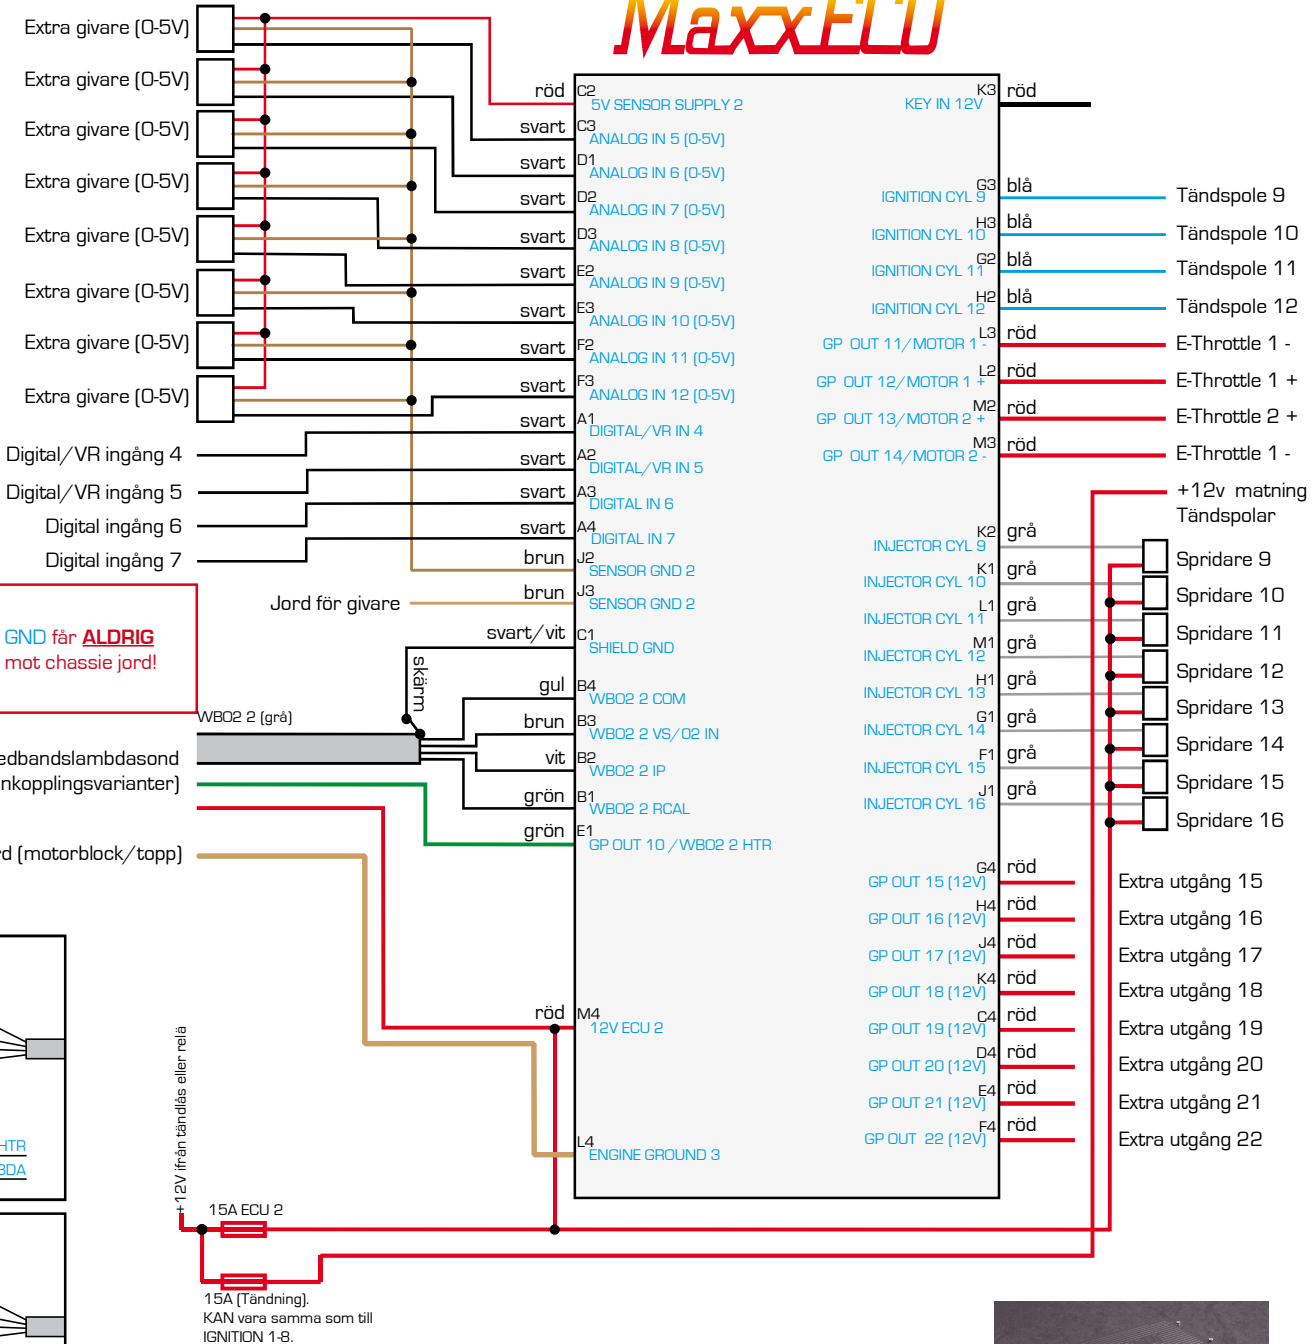 MaxxECU
Extra givare (0-5V)
Extra givare (0-5V)
Extra givare (0-5V)
Extra givare (0-5V)
Extra givare (0-5V)
Extra givare (0-5V)
Extra givare (0-5V)
Extra givare (0-5V)
Digital/VR ingång 4
Digital/VR ingång 5
Digital ingång 6
Digital ingång 7
Jord för givare
GND får ALDRIG
mot chassie jord!
skärm
WBO2 2 (grå)
edbandslambdasond
nkopplingsvarianter)
rd (motorblock/topp)
HTR
BDA
röd C2 5V SENSOR SUPPLY 2
svart C3 ANALOG IN 5 (0-5V)
svart D1 ANALOG IN 6 (0-5V)
svart D2 ANALOG IN 7 (0-5V)
svart D3 ANALOG IN 8 (0-5V)
svart E2 ANALOG IN 9 (0-5V)
svart E3 ANALOG IN 10 (0-5V)
svart F2 ANALOG IN 11 (0-5V)
svart F3 ANALOG IN 12 (0-5V)
svart A1 DIGITAL/VR IN 4
svart A2 DIGITAL/VR IN 5
svart A3 DIGITAL IN 6
svart A4 DIGITAL IN 7
brun J2 SENSOR GND 2
brun J3 SENSOR GND 2
svart/vit C1 SHIELD GND
gul B4 WBO2 2 COM
brun B3 WBO2 2 VS/O2 IN
vit B2 WBO2 2 IP
grön B1 WBO2 2 RCAL
grön E1 GP OUT 10 / WBO2 2 HTR
röd M4 12V ECU 2
L4 ENGINE GROUND 3
KEY IN 12V K3 röd
IGNITION CYL 9 G3 blå Tändspole 9
IGNITION CYL 10 H3 blå Tändspole 10
IGNITION CYL 11 G2 blå Tändspole 11
IGNITION CYL 12 H2 blå Tändspole 12
GP OUT 11/MOTOR 1 - L3 röd E-Throttle 1 -
GP OUT 12/MOTOR 1 + L2 röd E-Throttle 1 +
GP OUT 13/MOTOR 2 + M2 röd E-Throttle 2 +
GP OUT 14/MOTOR 2 - M3 röd E-Throttle 1 -
+12v matning
Tändspolar
INJECTOR CYL 9 K2 grå Spridare 9
INJECTOR CYL 10 K1 grå Spridare 10
INJECTOR CYL 11 L1 grå Spridare 11
INJECTOR CYL 12 M1 grå Spridare 12
INJECTOR CYL 13 H1 grå Spridare 13
INJECTOR CYL 14 G1 grå Spridare 14
INJECTOR CYL 15 F1 grå Spridare 15
INJECTOR CYL 16 J1 grå Spridare 16
GP OUT 15 (12V) G4 röd Extra utgång 15
GP OUT 16 (12V) H4 röd Extra utgång 16
GP OUT 17 (12V) J4 röd Extra utgång 17
GP OUT 18 (12V) K4 röd Extra utgång 18
GP OUT 19 (12V) C4 röd Extra utgång 19
GP OUT 20 (12V) D4 röd Extra utgång 20
GP OUT 21 (12V) E4 röd Extra utgång 21
GP OUT 22 (12V) F4 röd Extra utgång 22
+12V ifrån tändlås eller relä
15A ECU 2
15A (Tändning).
KAN vara samma som till
IGNITION 1-8.